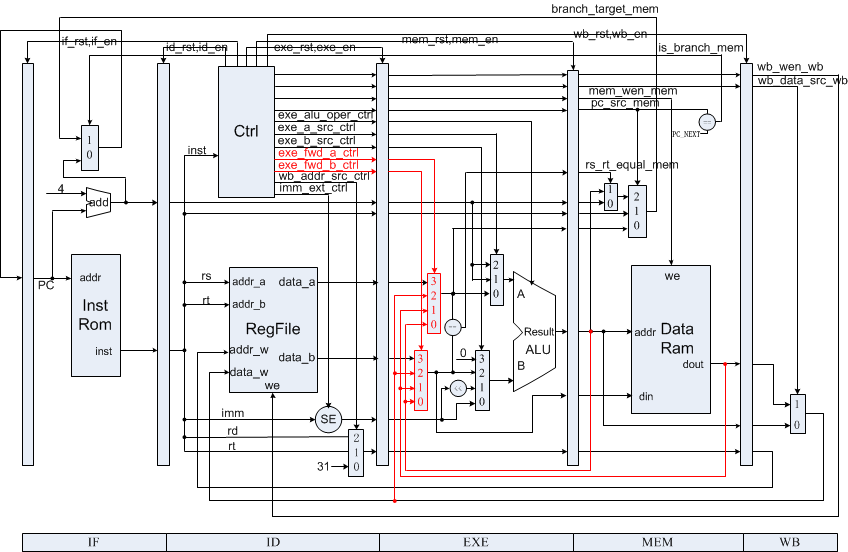 branch_target_mem
if_rst,if_en
id_rst,id_en
exe_rst,exe_en
mem_rst,mem_en
wb_rst,wb_en
is_branch_mem
wb_wen_wb
wb_data_src_wb
mem_wen_mem
pc_src_mem
==
PC_NEXT
1
0
Ctrl
inst
exe_alu_oper_ctrl
exe_a_src_ctrl
exe_b_src_ctrl
exe_fwd_a_ctrl
exe_fwd_b_ctrl
wb_addr_src_ctrl
imm_ext_ctrl
rs_rt_equal_mem
4
add
1
0
2
1
0
PC
addr
Inst
Rom
inst
rs
rt
addr_a
data_a
addr_b
RegFile
addr_w
data_b
data_w
we
3
2
1
0
2
1
0
==
A
Result
ALU
B
0
3
2
1
0
3
2
1
0
<<
we
addr
Data
Ram
dout
din
1
0
imm
SE
rd
rt
31
2
1
0
IF
ID
EXE
MEM
WB